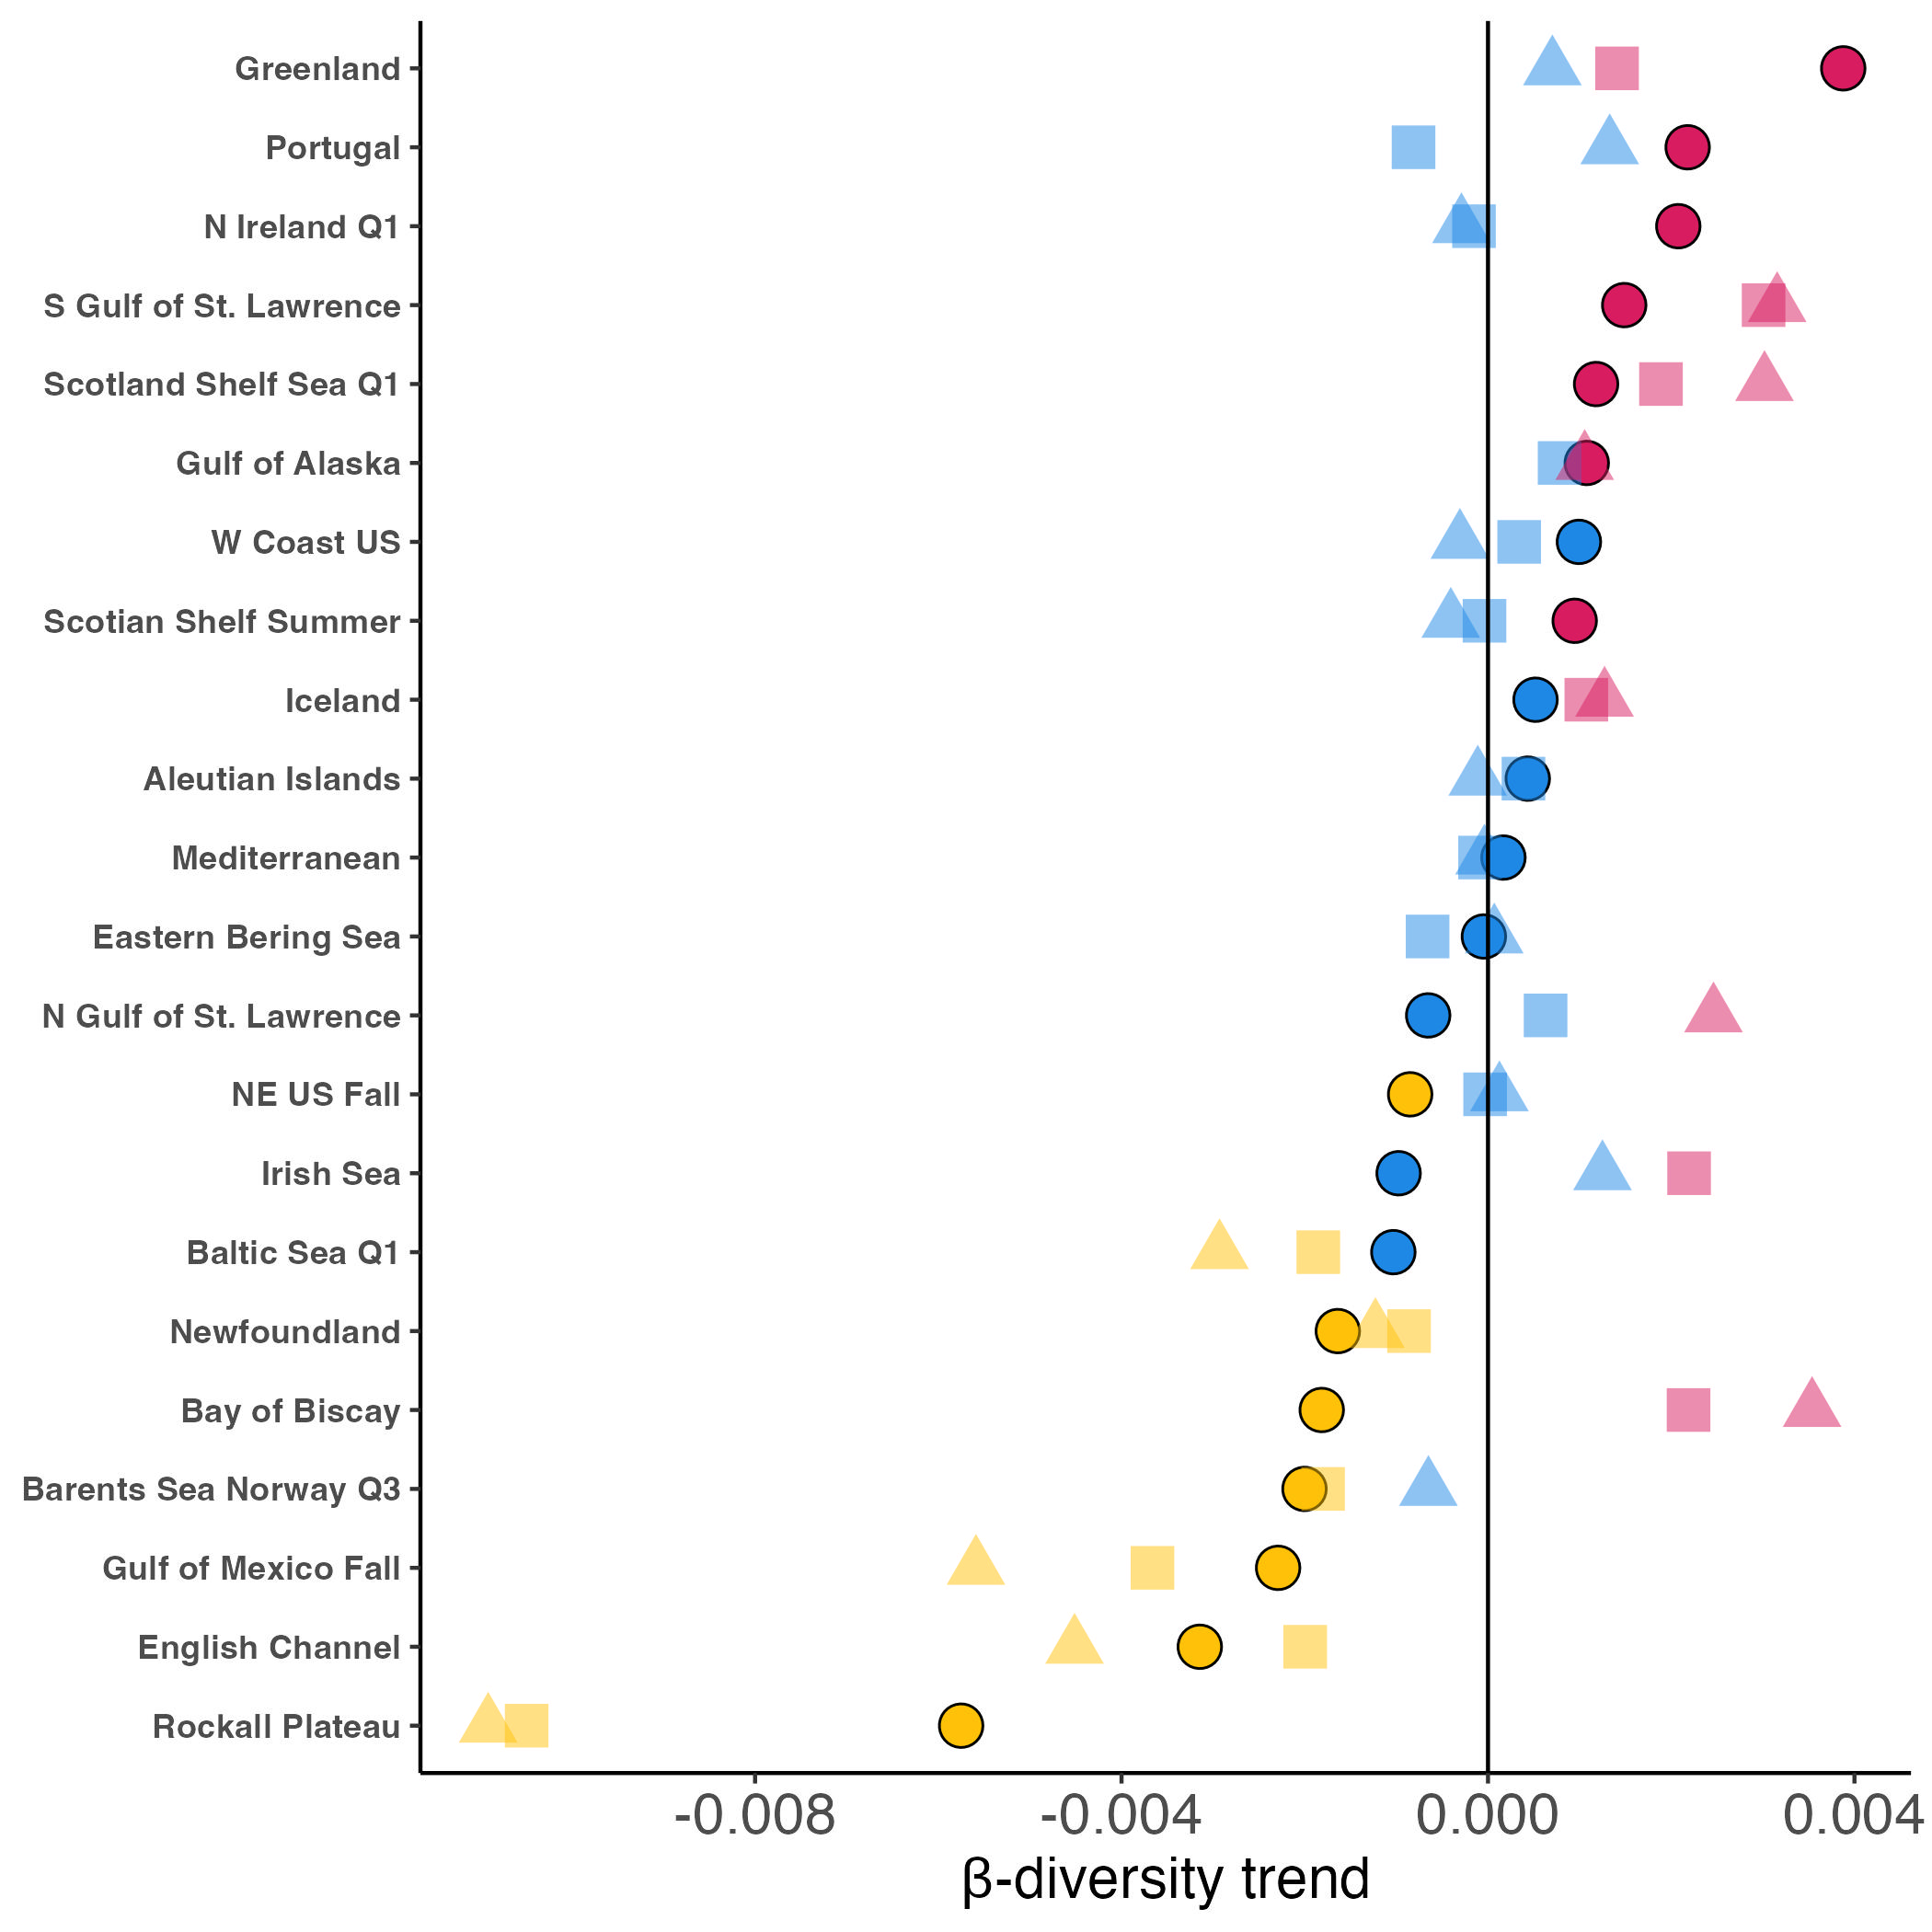 Greenland
Portugal
N Ireland Q1
S Gulf of St. Lawrence
Scotland Shelf Sea Q1
Gulf of Alaska
W Coast US
Scotian Shelf Summer
Iceland
Aleutian Islands
Mediterranean
Eastern Bering Sea
N Gulf of St. Lawrence
NE US Fall
Irish Sea
Baltic Sea Q1
Newfoundland
Bay of Biscay
Barents Sea Norway Q3
Gulf of Mexico Fall
English Channel
Rockall Plateau
-0.008 -0.004 0.000 0.004
β-diversity trend